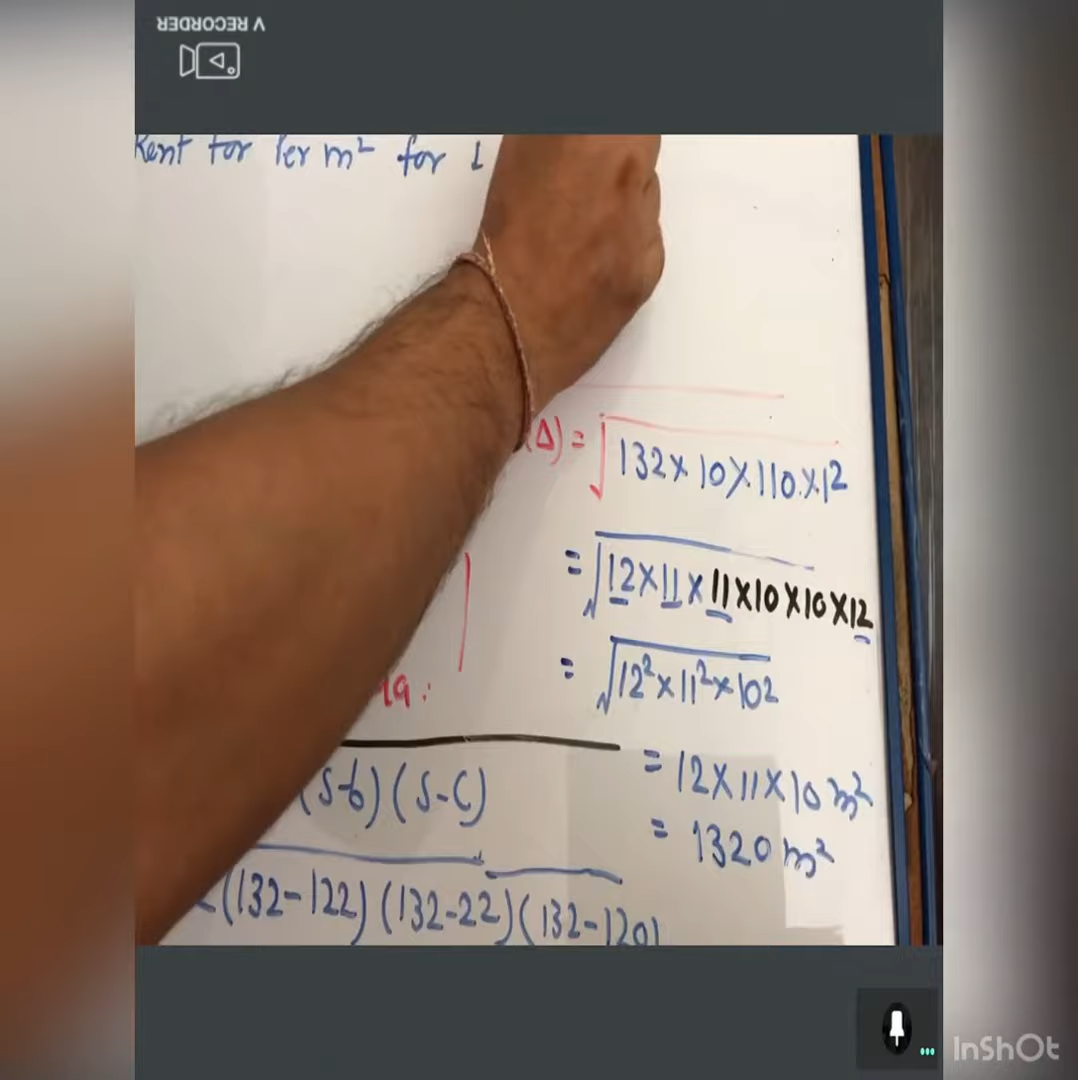 V RECORDER
Rent for Per m² for 1
(Δ) = √132×10×110×12
= √12×11×11×10×10×12
= √12²×11²×10²
= 12×11×10 m²
= 1320 m²
(S-b)(S-c)
(132-122)(132-22)(132-120)
InShOt